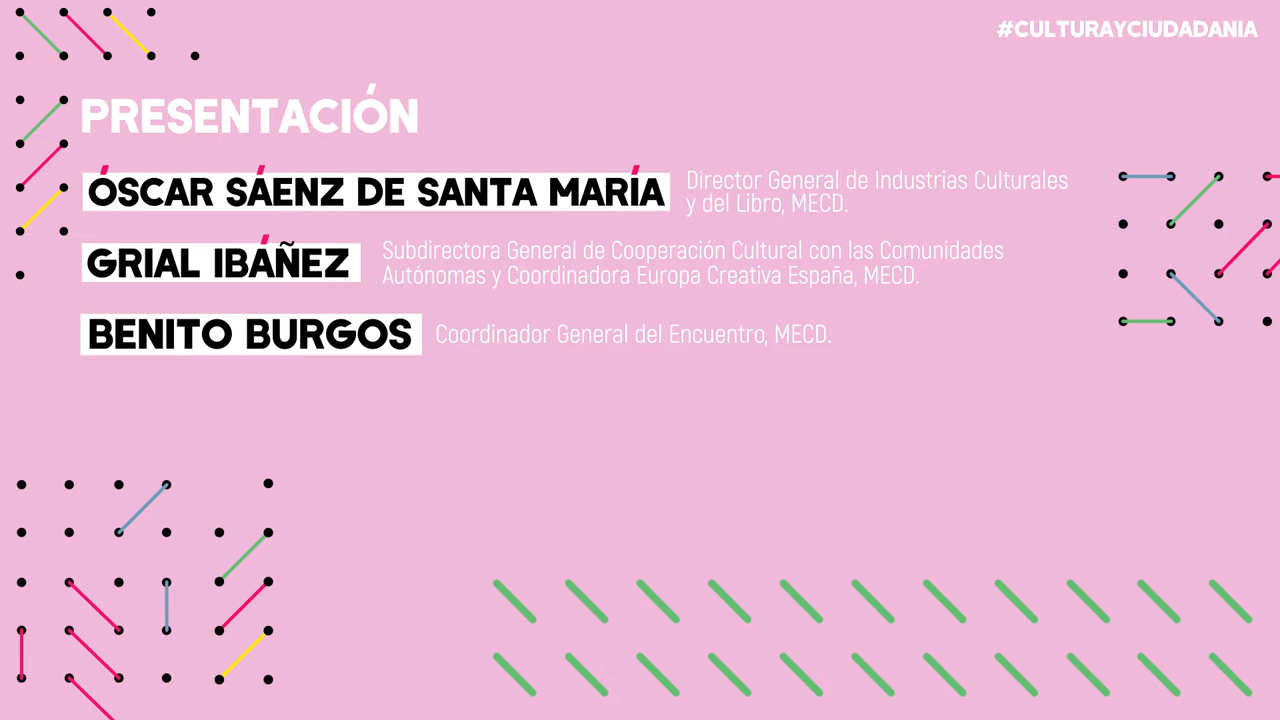 #CULTURAYCIUDADANIA
PRESENTACIÓN
ÓSCAR SÁENZ DE SANTA MARÍA
Director General de Industrias Culturales
y del Libro, MECD.
GRIAL IBÁÑEZ
Subdirectora General de Cooperación Cultural con las Comunidades
Autónomas y Coordinadora Europa Creativa España, MECD.
BENITO BURGOS
Coordinador General del Encuentro, MECD.